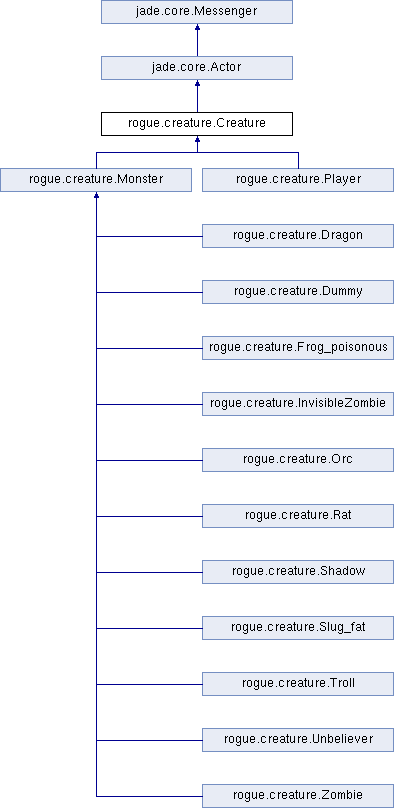 jade.core.Messenger
jade.core.Actor
rogue.creature.Creature
rogue.creature.Monster
rogue.creature.Player
rogue.creature.Dragon
rogue.creature.Dummy
rogue.creature.Frog_poisonous
rogue.creature.InvisibleZombie
rogue.creature.Orc
rogue.creature.Rat
rogue.creature.Shadow
rogue.creature.Slug_fat
rogue.creature.Troll
rogue.creature.Unbeliever
rogue.creature.Zombie